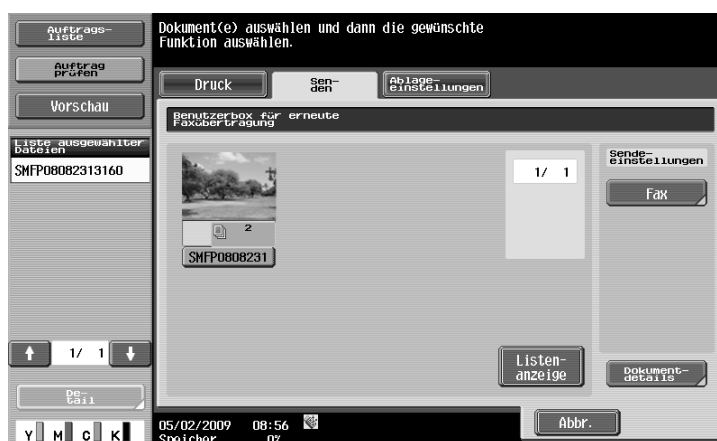 Auftrags-
liste
Auftrag
prüfen
Vorschau
Liste ausgewählter
Dateien
SMFP08082313160
1/ 1
De-
tail
Y M C K
Dokument(e) auswählen und dann die gewünschte
Funktion auswählen.
Druck
Sen-
den
Ablage-
einstellungen
Benutzerbox für erneute
Faxübertragung
2
SMFP0808231
1/ 1
Listen-
anzeige
Sende-
einstellungen
Fax
Dokument-
details
Abbr.
05/02/2009 08:56
Speicher 0%